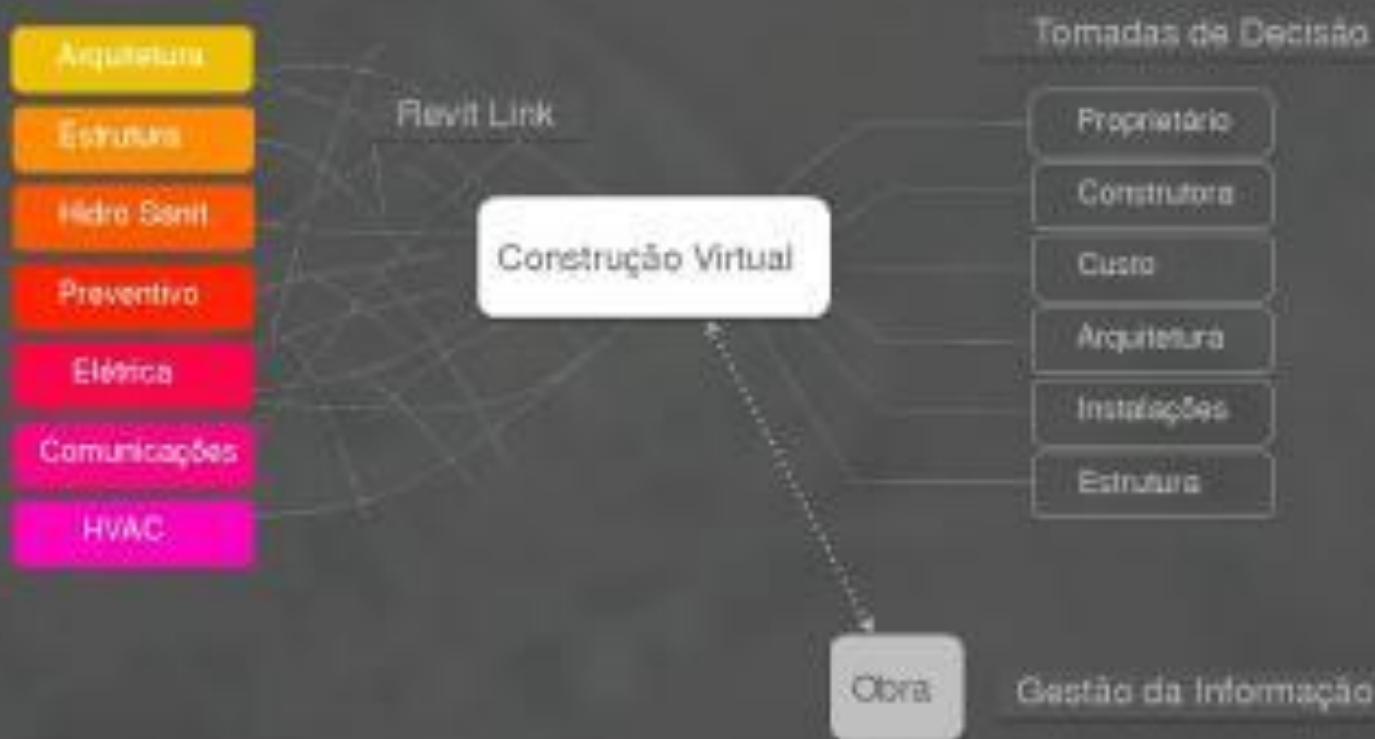 Arquitetura
Estrutura
Hidro Sanit
Preventivo
Elétrica
Comunicações
HVAC
Revit Link
Construção Virtual
Tomadas de Decisão
Proprietário
Construtora
Custo
Arquitetura
Instalações
Estrutura
Obra
Gestão da Informação